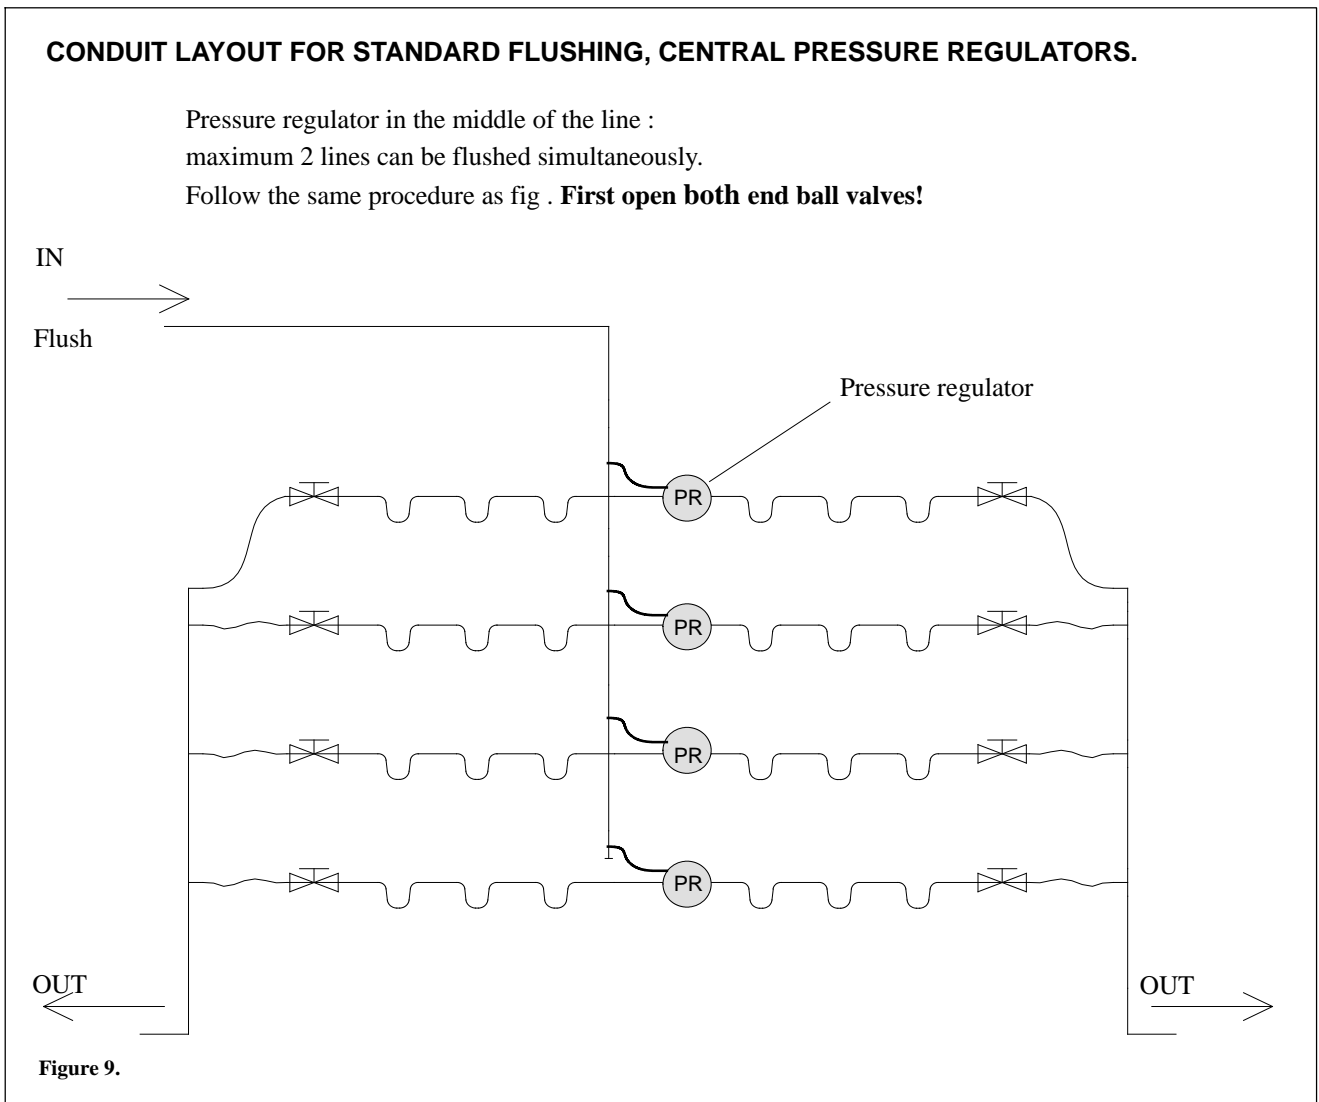 CONDUIT LAYOUT FOR STANDARD FLUSHING, CENTRAL PRESSURE REGULATORS.
Pressure regulator in the middle of the line :
maximum 2 lines can be flushed simultaneously.
Follow the same procedure as fig . First open both end ball valves!
IN
Flush
Pressure regulator
PR
PR
PR
PR
OUT
OUT
Figure 9.